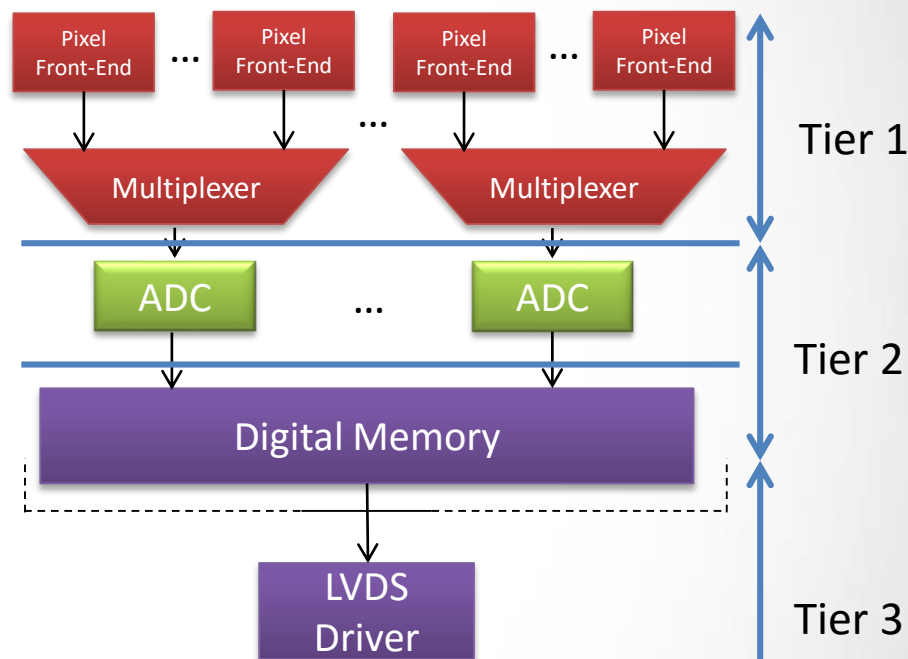 Pixel
Front-End
...
Pixel
Front-End
Pixel
Front-End
...
Pixel
Front-End
...
Tier 1
Multiplexer
Multiplexer
ADC
...
ADC
Tier 2
Digital Memory
LVDS
Driver
Tier 3